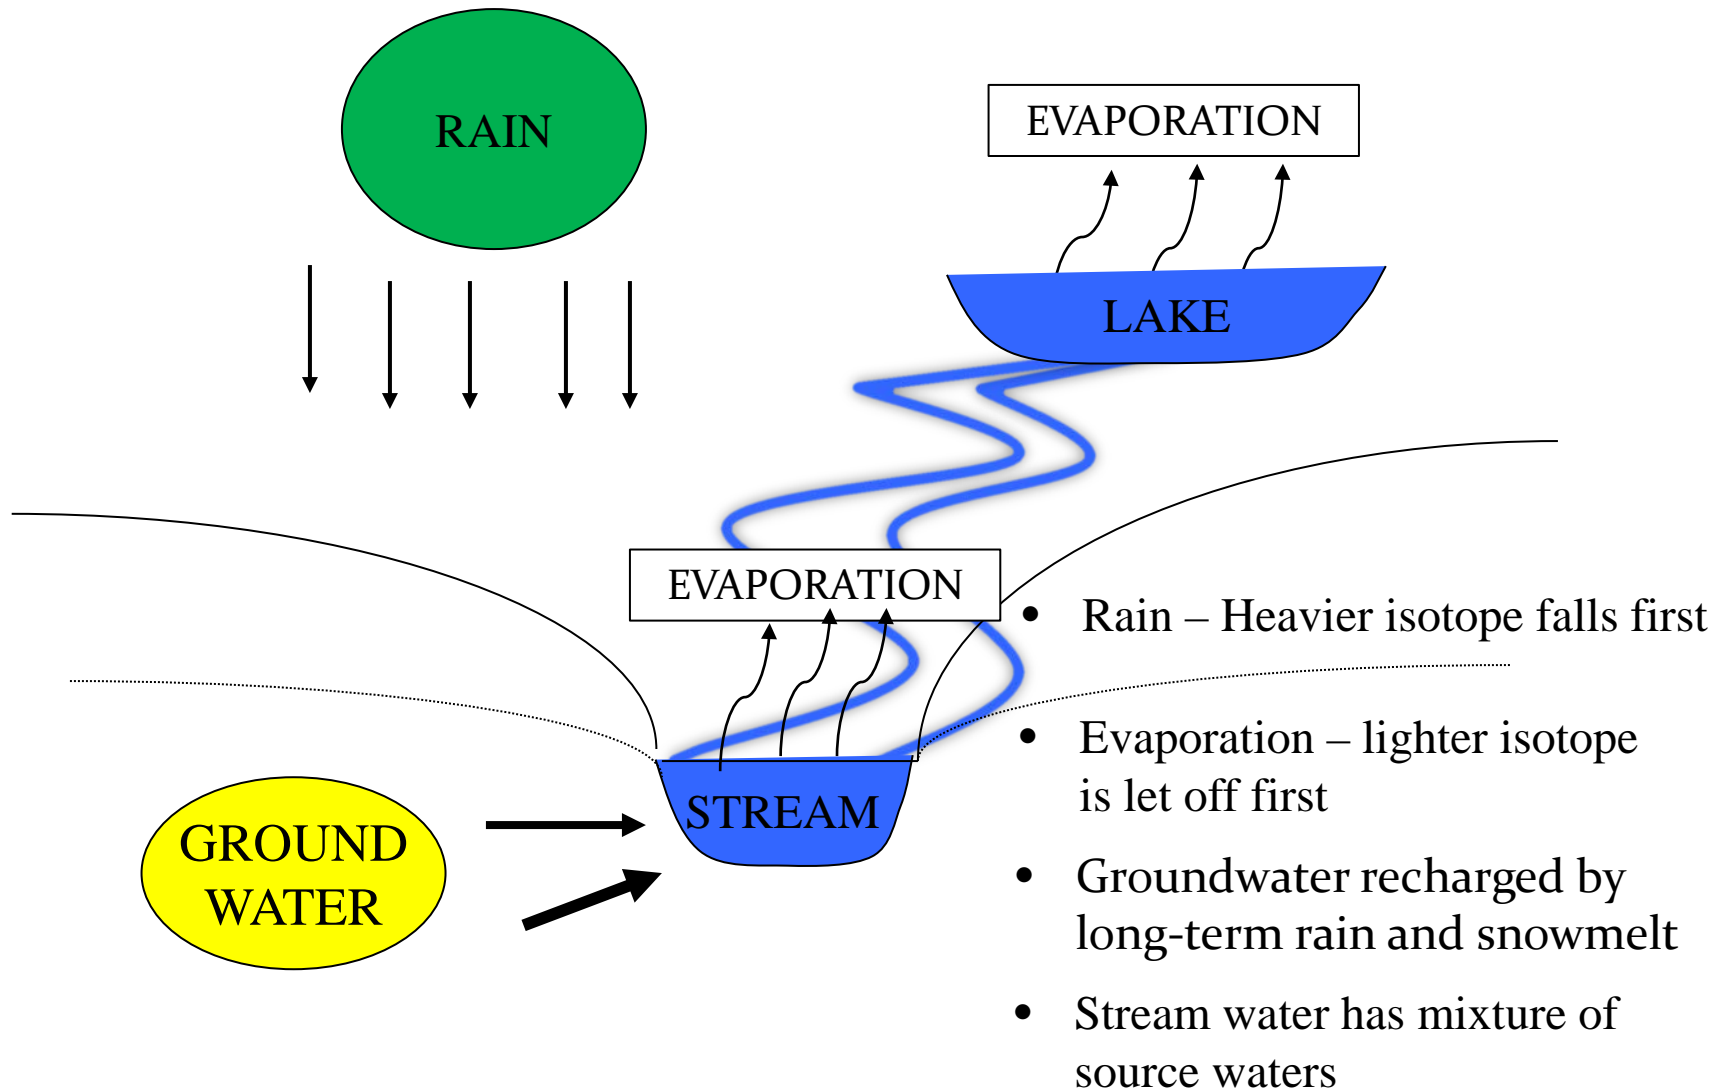 RAIN
EVAPORATION
LAKE
EVAPORATION
• Rain – Heavier isotope falls first
• Evaporation – lighter isotope
is let off first
STREAM
GROUND
WATER
• Groundwater recharged by
long-term rain and snowmelt
• Stream water has mixture of
source waters